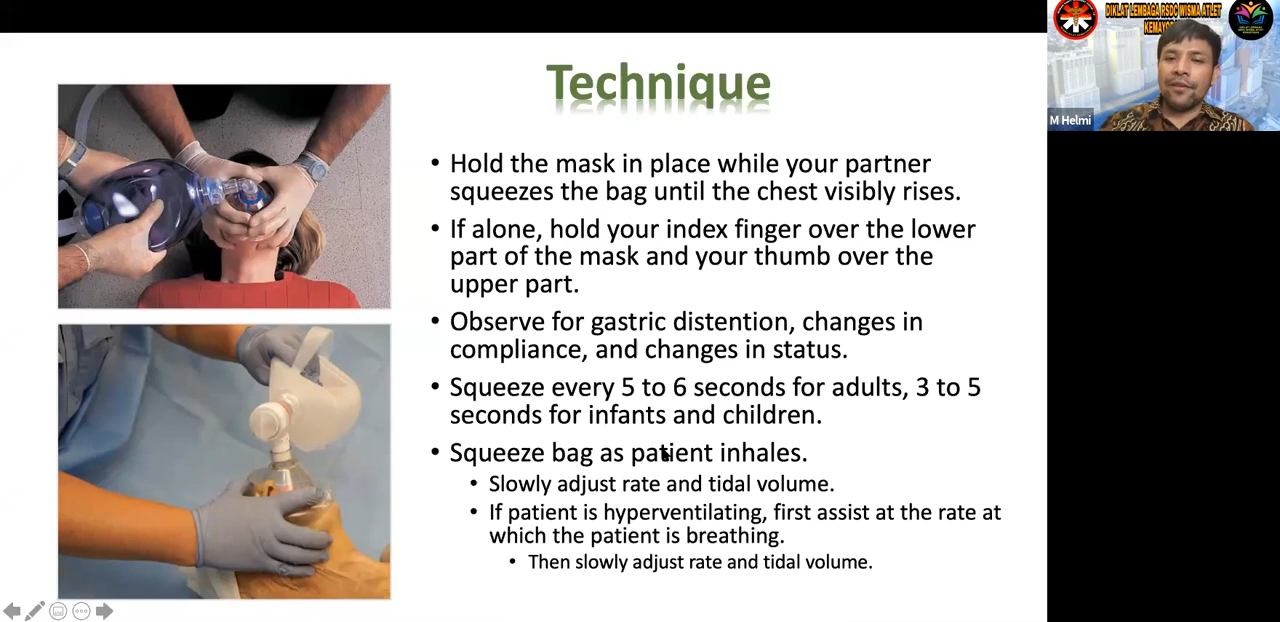 DIKLAT LEMBAGA RSDC WISMA ATLET
Technique
M Helmi
• Hold the mask in place while your partner
squeezes the bag until the chest visibly rises.
• If alone, hold your index finger over the lower
part of the mask and your thumb over the
upper part.
• Observe for gastric distention, changes in
compliance, and changes in status.
• Squeeze every 5 to 6 seconds for adults, 3 to 5
seconds for infants and children.
• Squeeze bag as patient inhales.
• Slowly adjust rate and tidal volume.
• If patient is hyperventilating, first assist at the rate at
which the patient is breathing.
• Then slowly adjust rate and tidal volume.